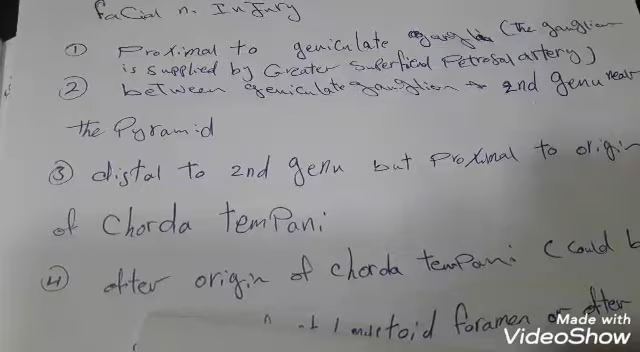 Facial n. Injury
① Proximal to geniculate ganglia (the ganglion
is supplied by Greater Superficial Petrosal artery)
② between geniculate ganglion 2nd genu near
the Pyramid
③ distal to 2nd genu but Proximal to origin
of Chorda temPani
④ after origin of chorda temPani (could b
mastoid foramen or after
Made with
VideoShow